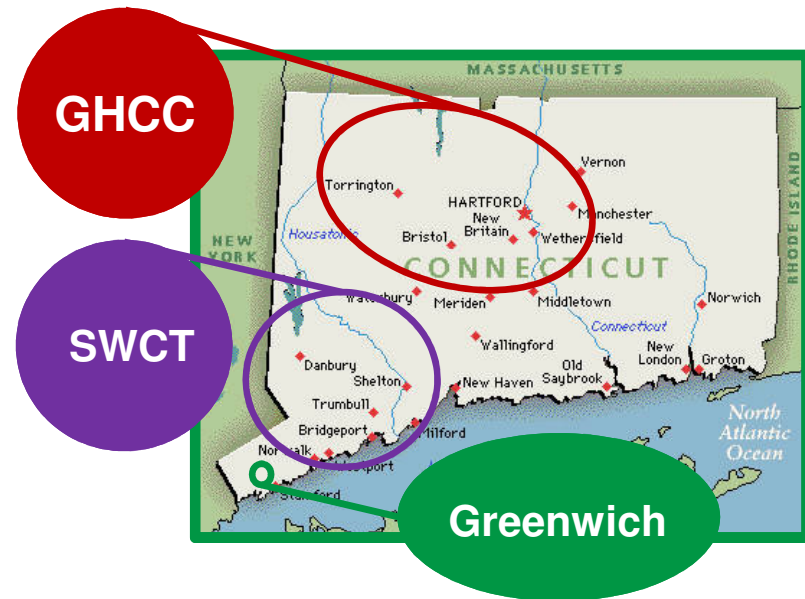 GHCC
MASSACHUSETTS
Vernon
Torrington
HARTFORD
Manchester
New
Britain
Bristol
Wethersfield
Housatonic
NEW
YORK
CONNECTICUT
RHODE ISLAND
SWCT
Waterbury
Meriden
Middletown
Norwich
Connecticut
Wallingford
Danbury
Shelton
Old
Saybrook
New
London
Groton
New Haven
Trumbull
Bridgeport
Milford
Norwalk
Westport
Stamford
North
Atlantic
Ocean
Greenwich